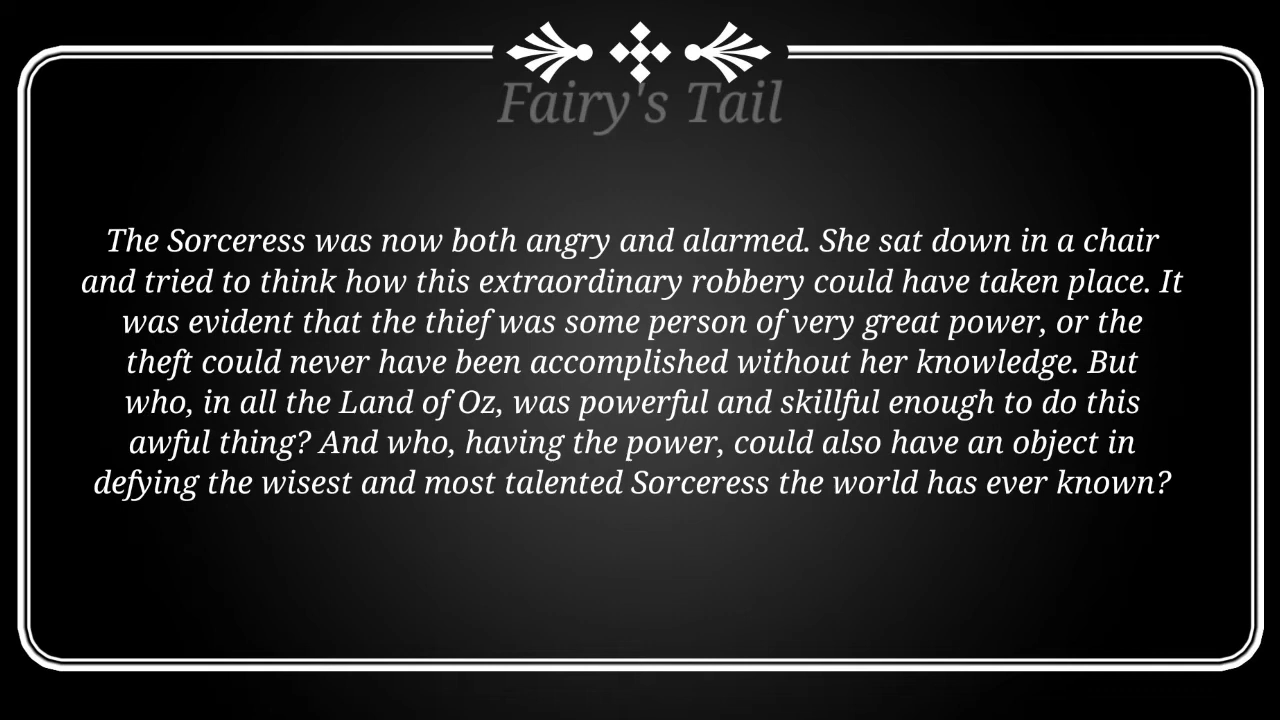 Fairy's Tail
The Sorceress was now both angry and alarmed. She sat down in a chair
and tried to think how this extraordinary robbery could have taken place. It
was evident that the thief was some person of very great power, or the
theft could never have been accomplished without her knowledge. But
who, in all the Land of Oz, was powerful and skillful enough to do this
awful thing? And who, having the power, could also have an object in
defying the wisest and most talented Sorceress the world has ever known?